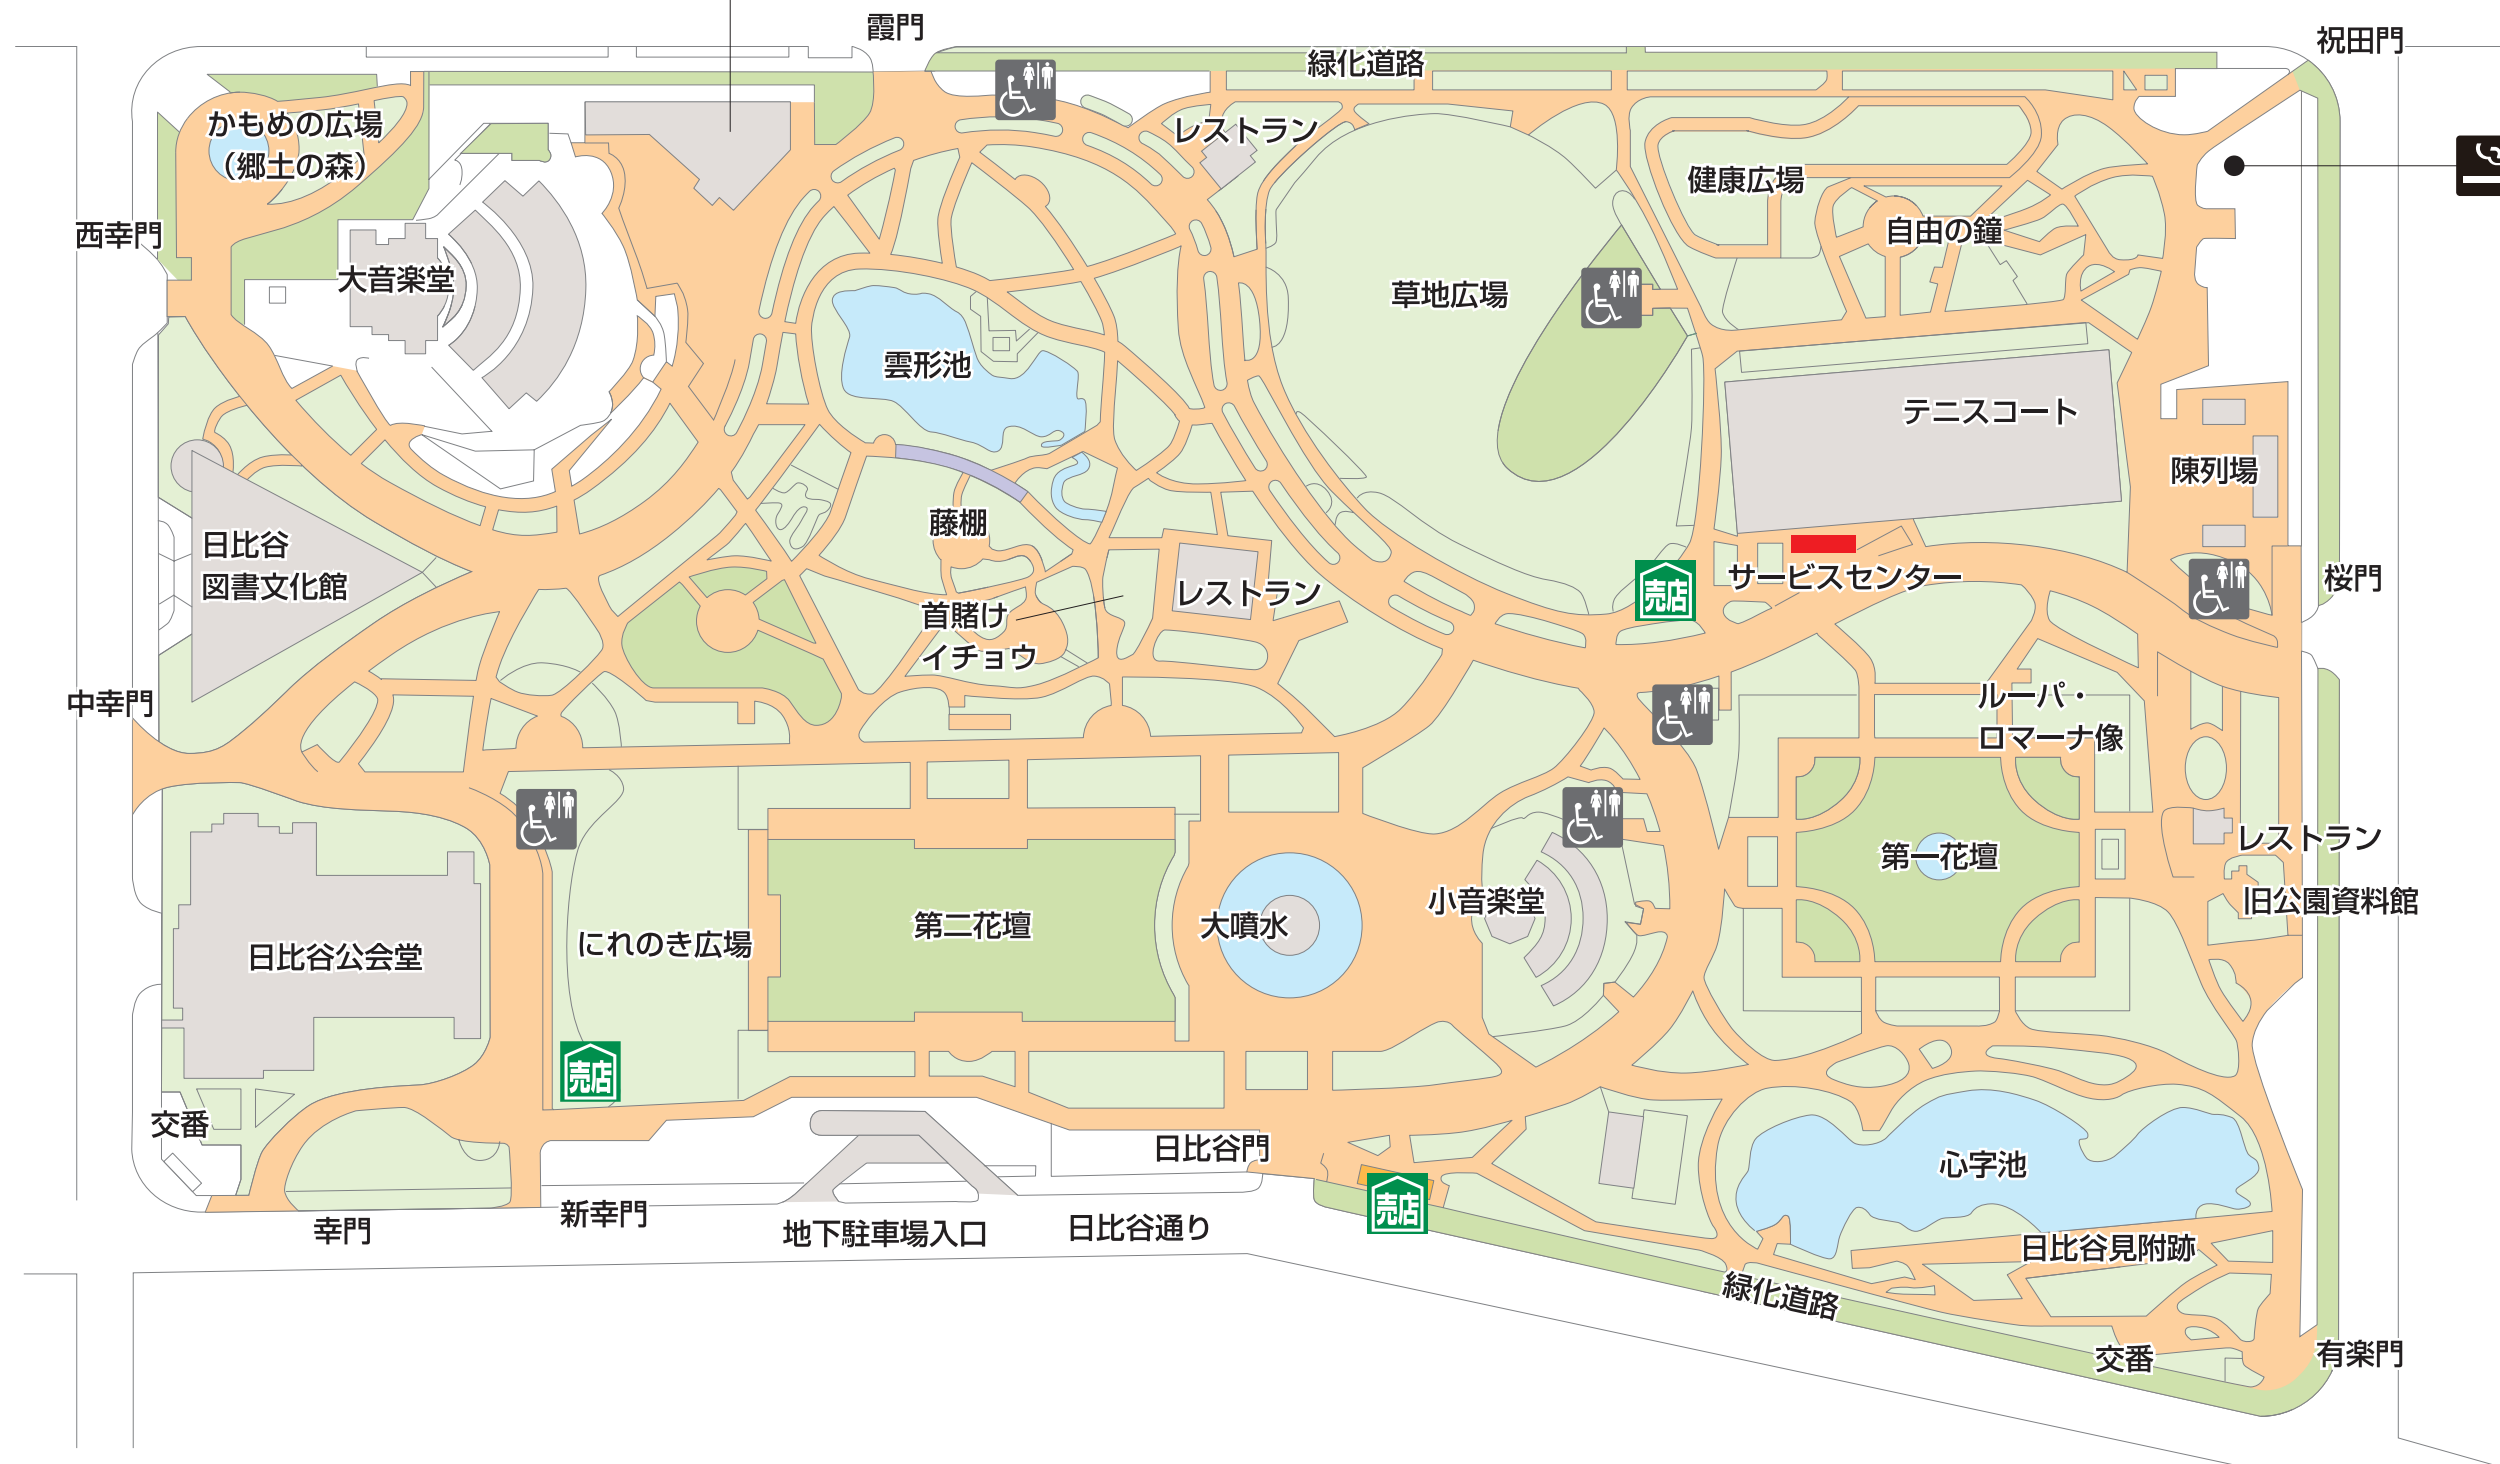 霞門
祝田門
緑化道路
かもめの広場
（郷土の森）
レストラン
健康広場
西幸門
自由の鐘
大音楽堂
草地広場
雲形池
テニスコート
陳列場
藤棚
日比谷
図書文化館
レストラン
売店
サービスセンター
桜門
首賭け
イチョウ
中幸門
ルーパ・
ロマーナ像
レストラン
第一花壇
旧公園資料館
小音楽堂
大噴水
第二花壇
にれのき広場
日比谷公会堂
売店
交番
日比谷門
心字池
売店
幸門
新幸門
地下駐車場入口
日比谷通り
日比谷見附跡
緑化道路
交番
有楽門